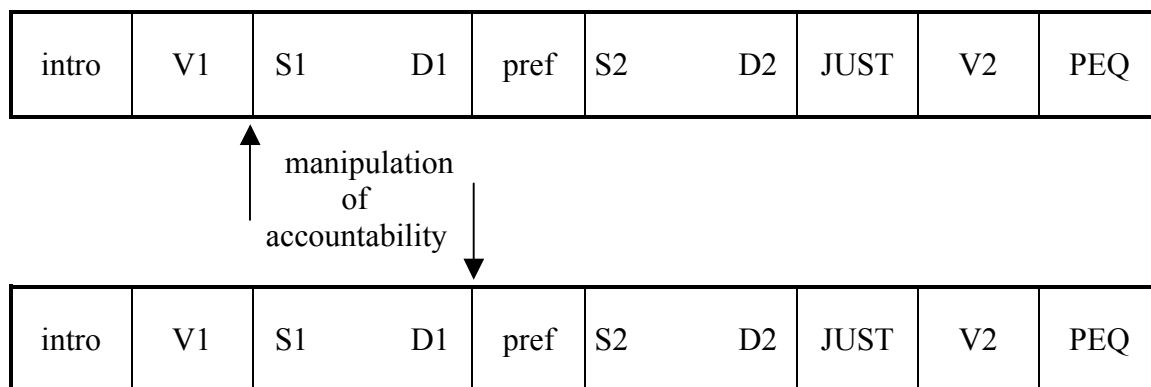 intro V1 S1 D1 pref S2 D2 JUST V2 PEQ
manipulation
of
accountability
intro V1 S1 D1 pref S2 D2 JUST V2 PEQ